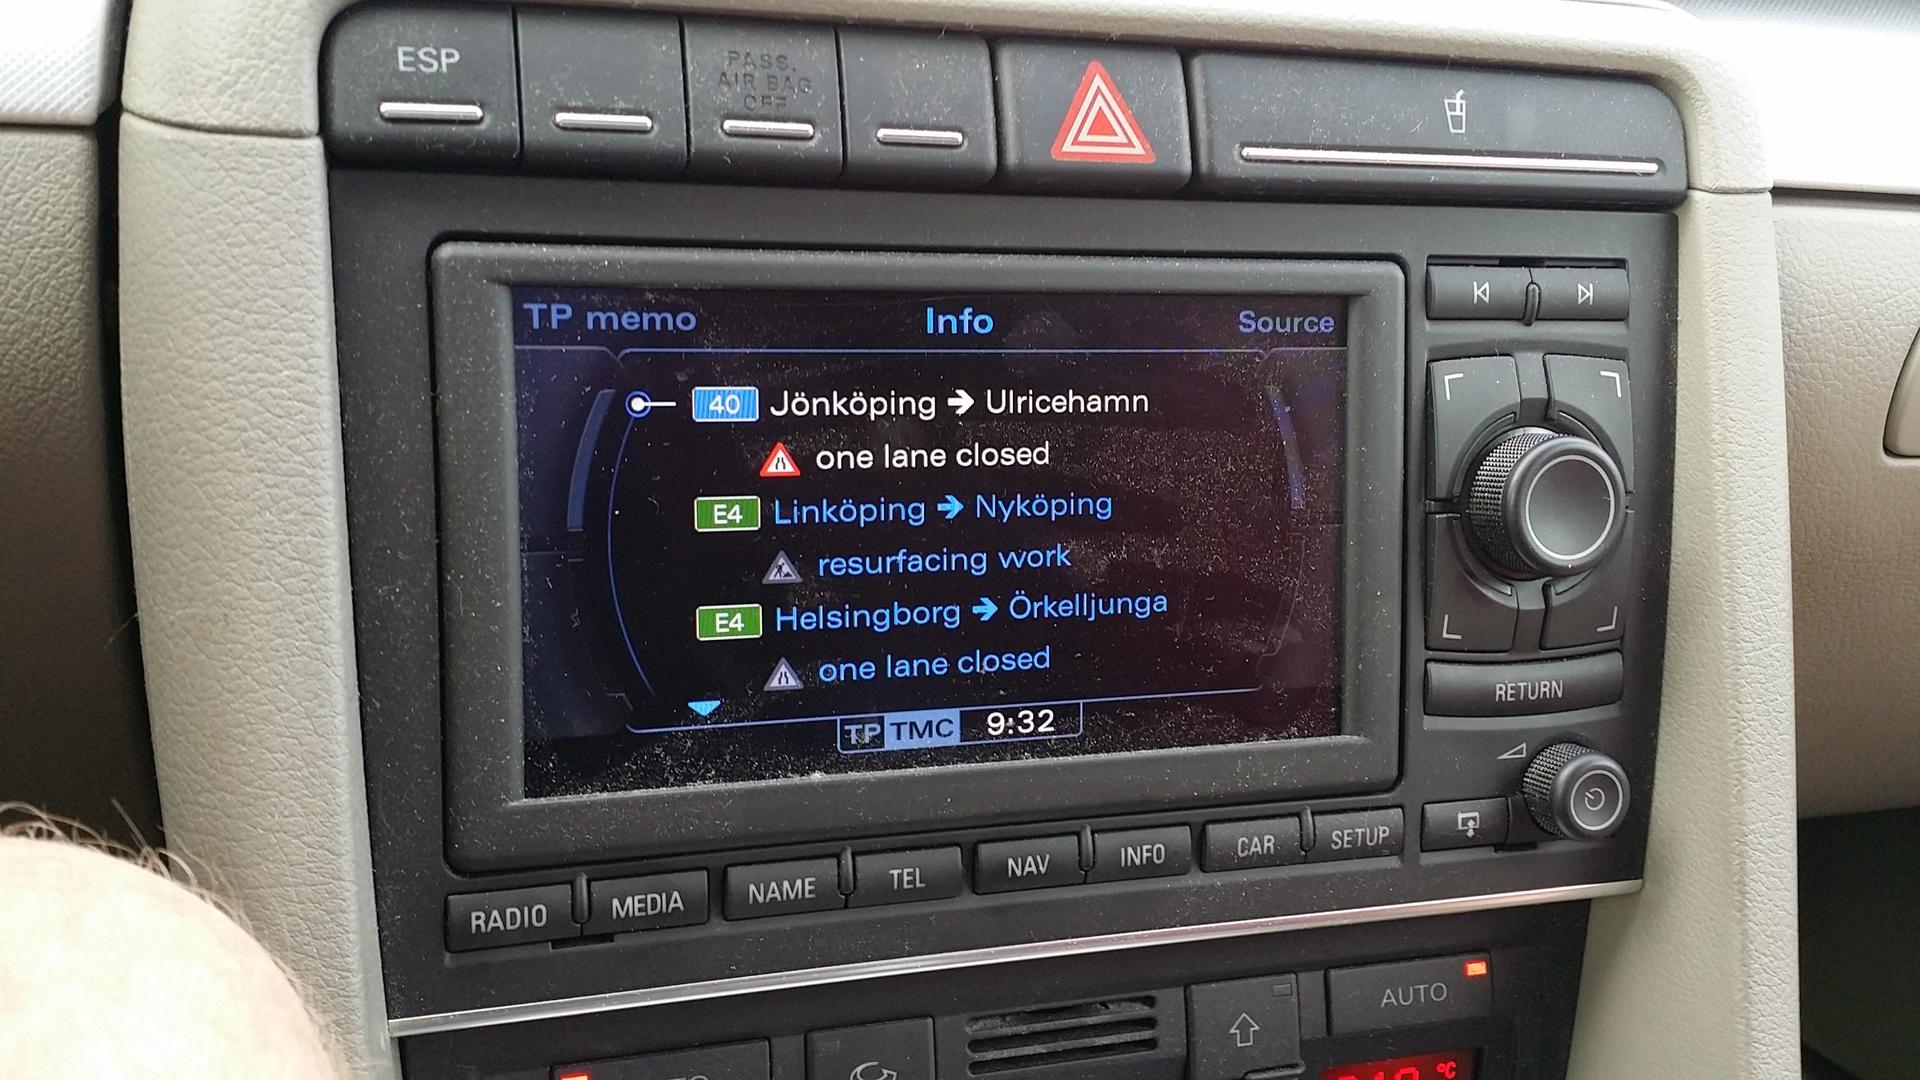 ESP
PASS.
AIR BAG
OFF
TP memo Info Source
40 Jönköping → Ulricehamn
one lane closed
E4 Linköping → Nyköping
resurfacing work
E4 Helsingborg → Örkelljunga
one lane closed
TP TMC 9:32
RETURN
RADIO MEDIA NAME TEL NAV INFO CAR SETUP
AUTO
°C